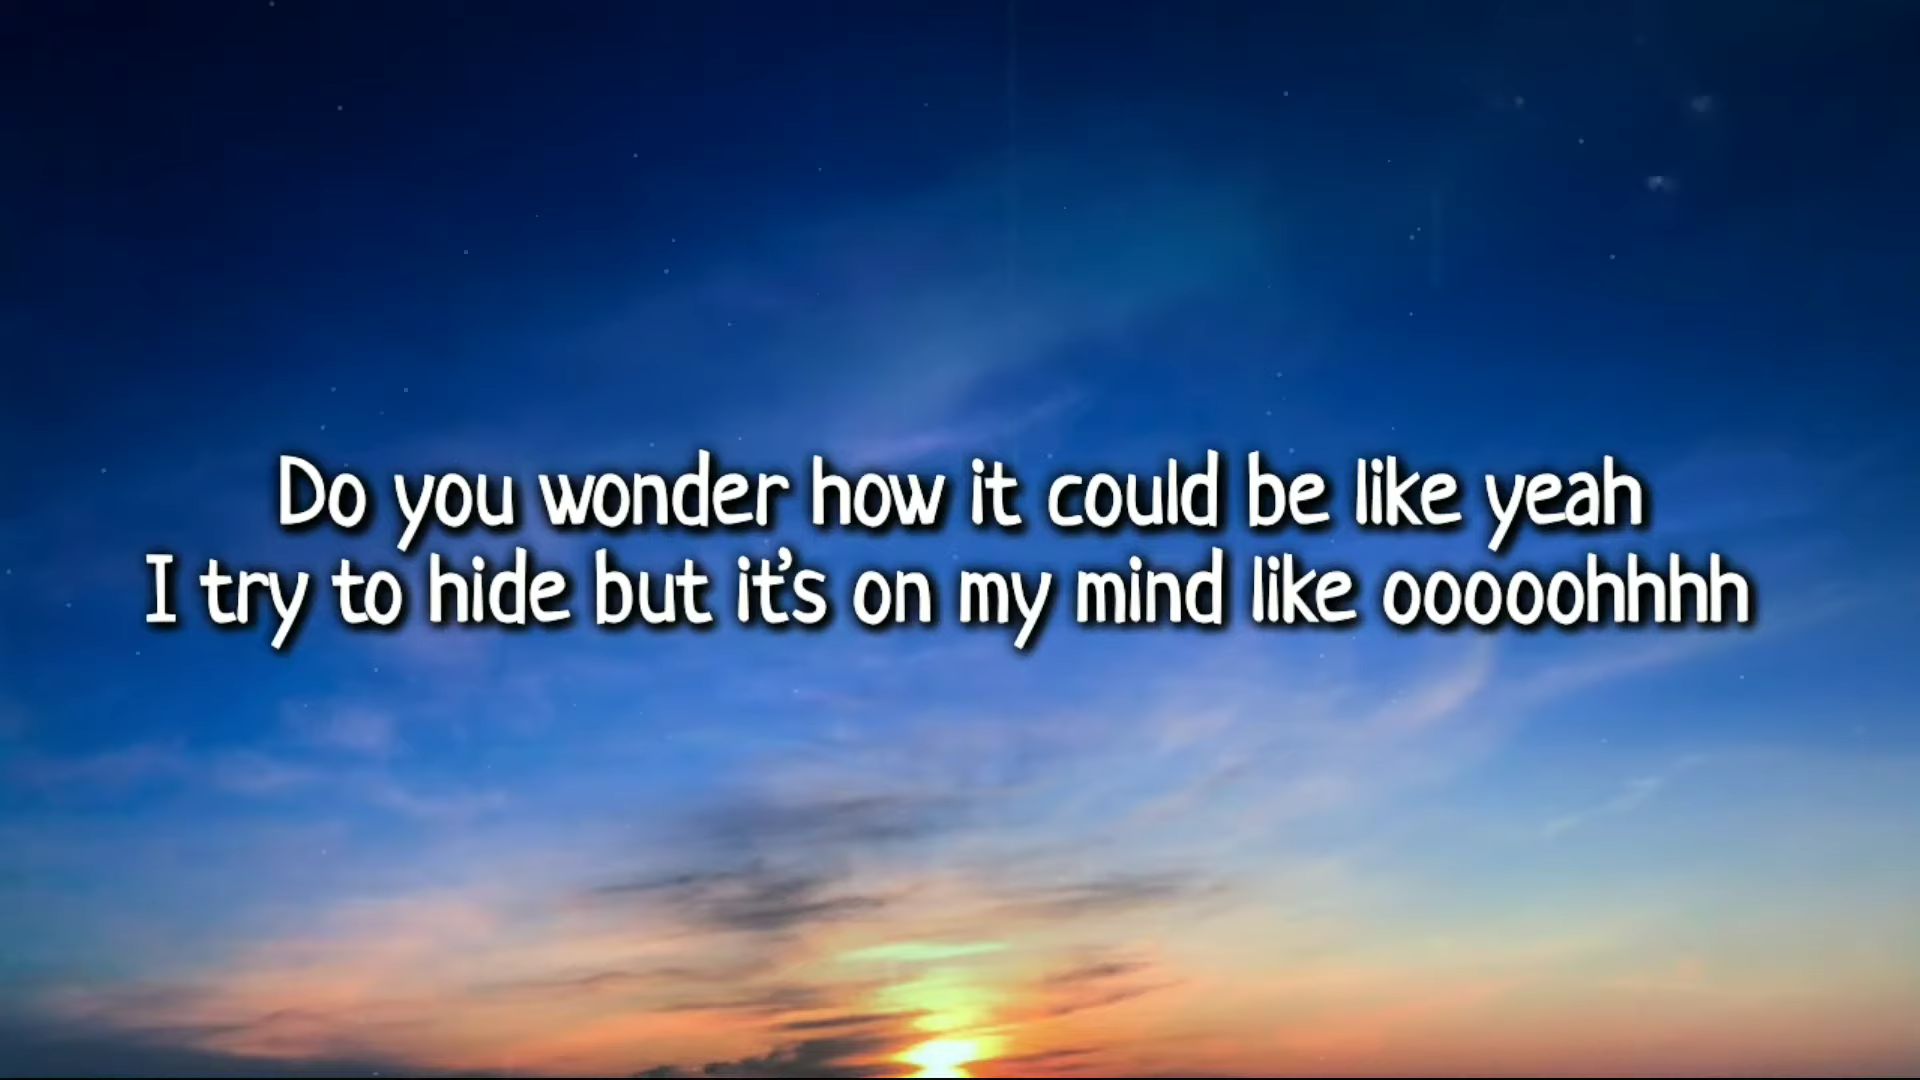 Do you wonder how it could be like yeah
I try to hide but it's on my mind like ooooohhhh